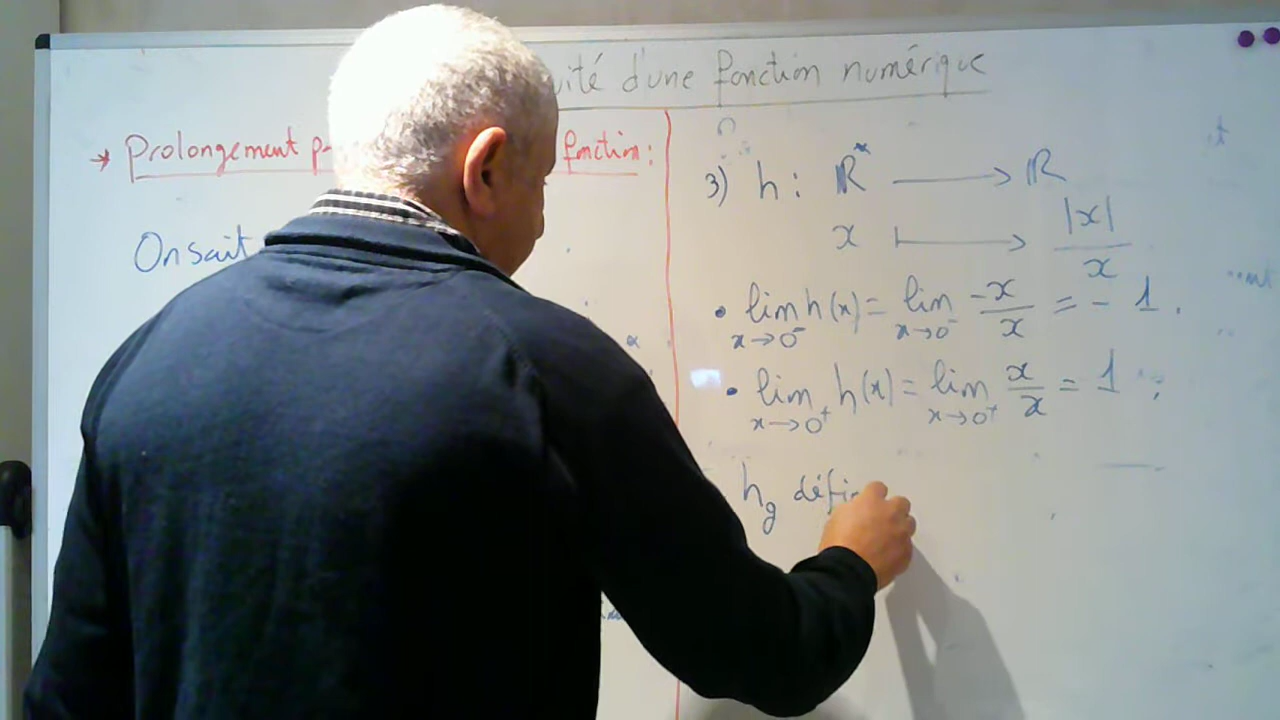 d'une fonction numérique
→ Prolongement fonction :
On sait
3) h : ℝ* ⟶ ℝ
x ⟼ |x|/x
• lim h(x) = lim -x/x = - 1 .
x→0⁻ x→0⁻
• lim h(x) = lim x/x = 1 ;
x→0⁺ x→0⁺
h_g défi